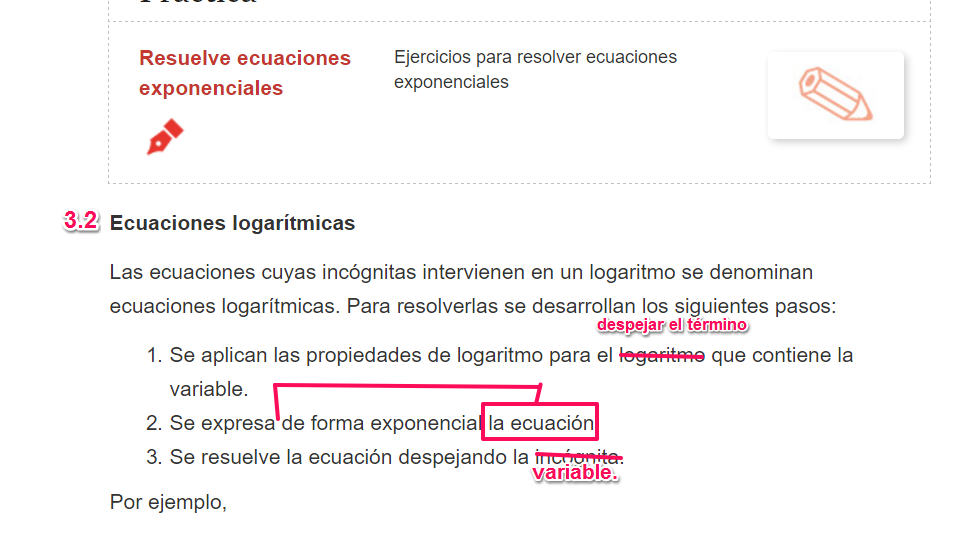 Práctica
Resuelve ecuaciones
exponenciales
Ejercicios para resolver ecuaciones
exponenciales
3.2 Ecuaciones logarítmicas
Las ecuaciones cuyas incógnitas intervienen en un logaritmo se denominan
ecuaciones logarítmicas. Para resolverlas se desarrollan los siguientes pasos:
despejar el término
1. Se aplican las propiedades de logaritmo para el logaritmo que contiene la
variable.
2. Se expresa de forma exponencial la ecuación
3. Se resuelve la ecuación despejando la incógnita.
variable.
Por ejemplo,